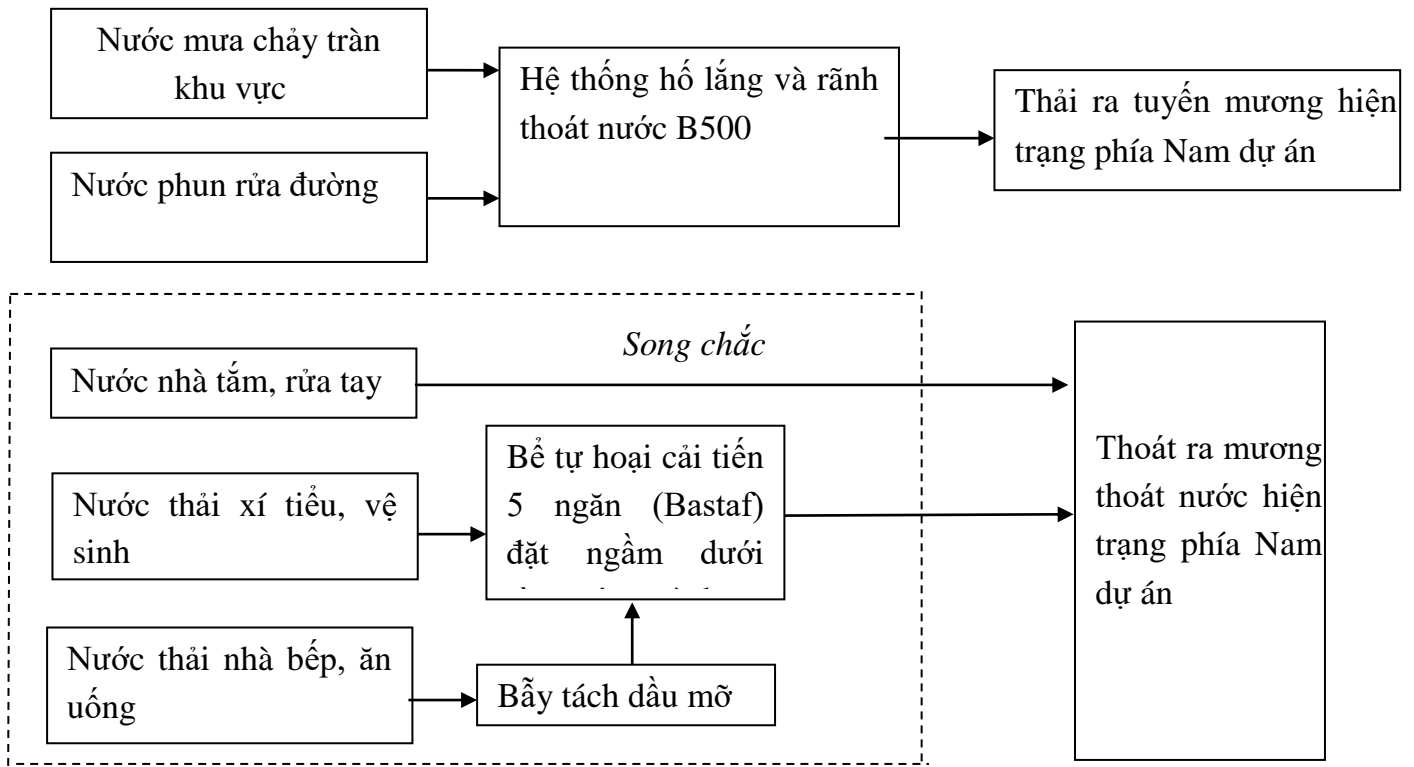 Nước mưa chảy tràn
khu vực
Hệ thống hố lắng và rãnh
thoát nước B500
Thải ra tuyến mương hiện
trạng phía Nam dự án
Nước phun rửa đường
Song chắc
Nước nhà tắm, rửa tay
Bể tự hoại cải tiến
5 ngăn (Bastaf)
đặt ngầm dưới
Nước thải xí tiểu, vệ
sinh
Thoát ra mương
thoát nước hiện
trạng phía Nam
dự án
Nước thải nhà bếp, ăn
uống
Bẫy tách dầu mỡ